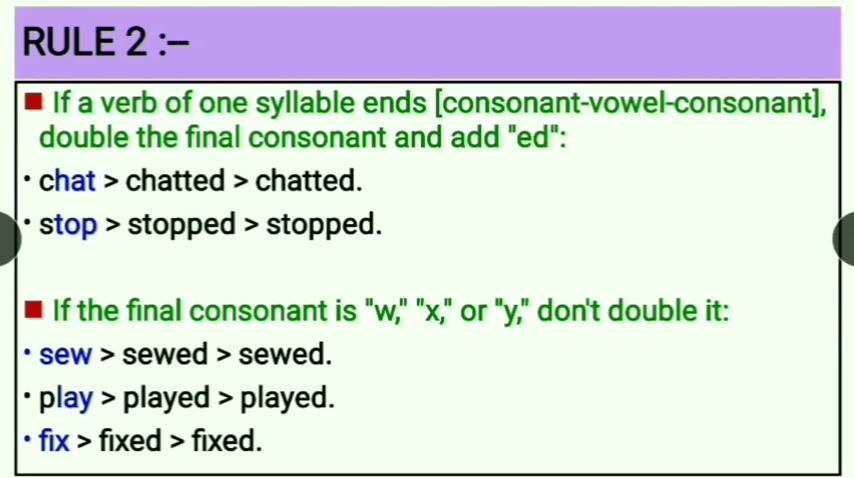 RULE 2 :--
■ If a verb of one syllable ends [consonant-vowel-consonant],
double the final consonant and add "ed":
• chat > chatted > chatted.
• stop > stopped > stopped.
■ If the final consonant is "w," "x," or "y," don't double it:
• sew > sewed > sewed.
• play > played > played.
• fix > fixed > fixed.